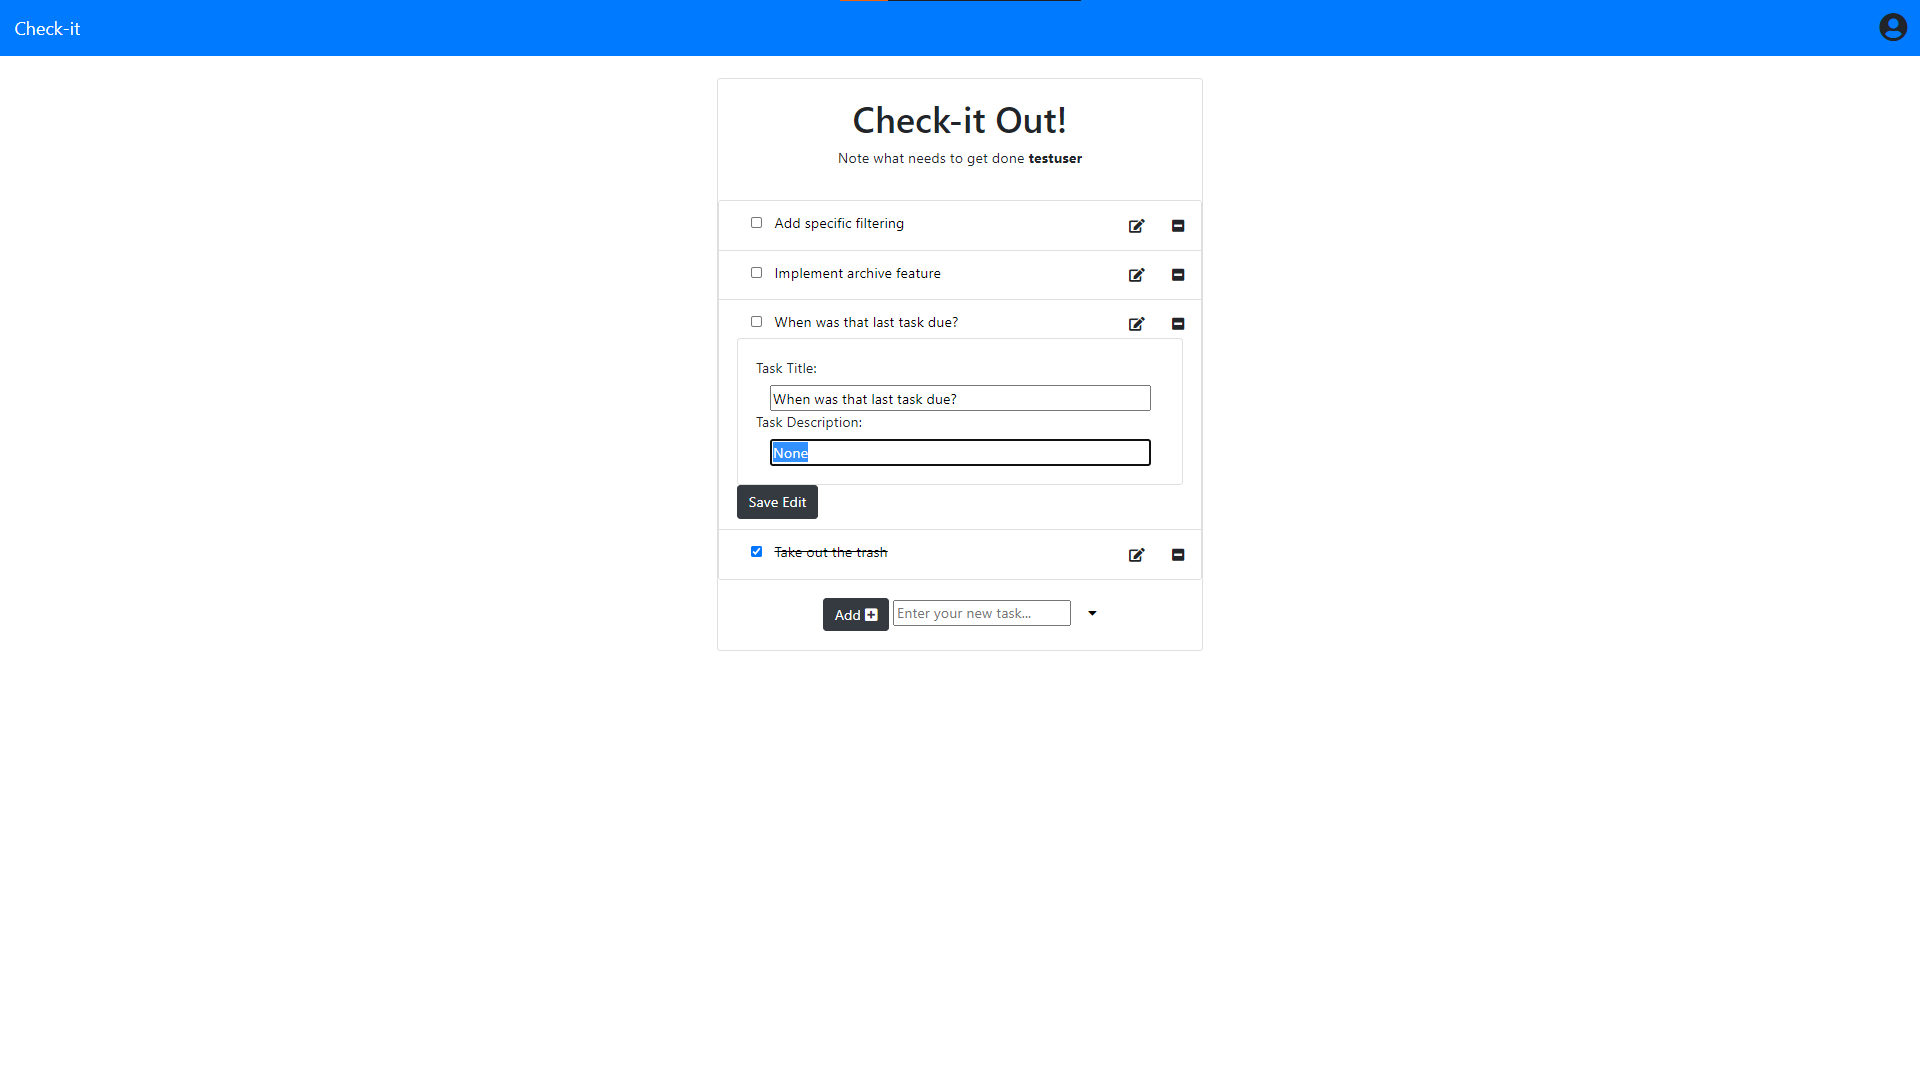 Check-it
Check-it Out!
Note what needs to get done testuser
Add specific filtering
Implement archive feature
When was that last task due?
Task Title:
When was that last task due?
Task Description:
None
Save Edit
Take out the trash
Add
Enter your new task...